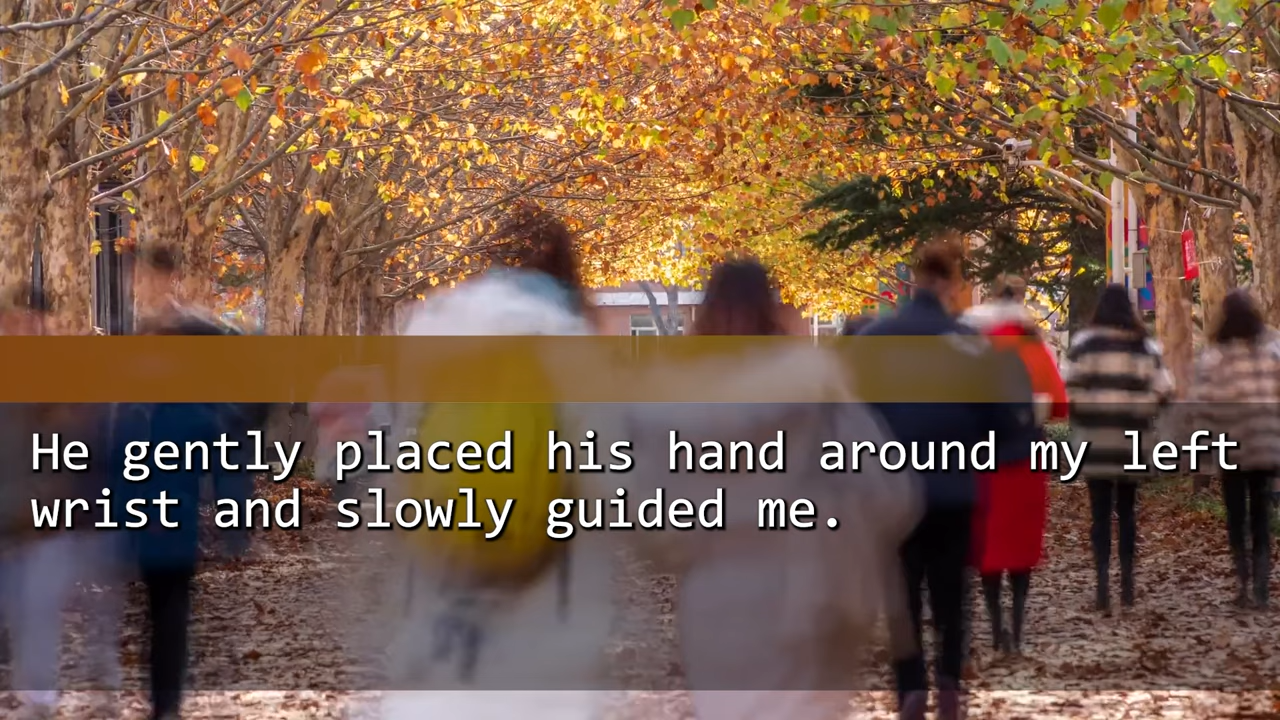 He gently placed his hand around my left
wrist and slowly guided me.